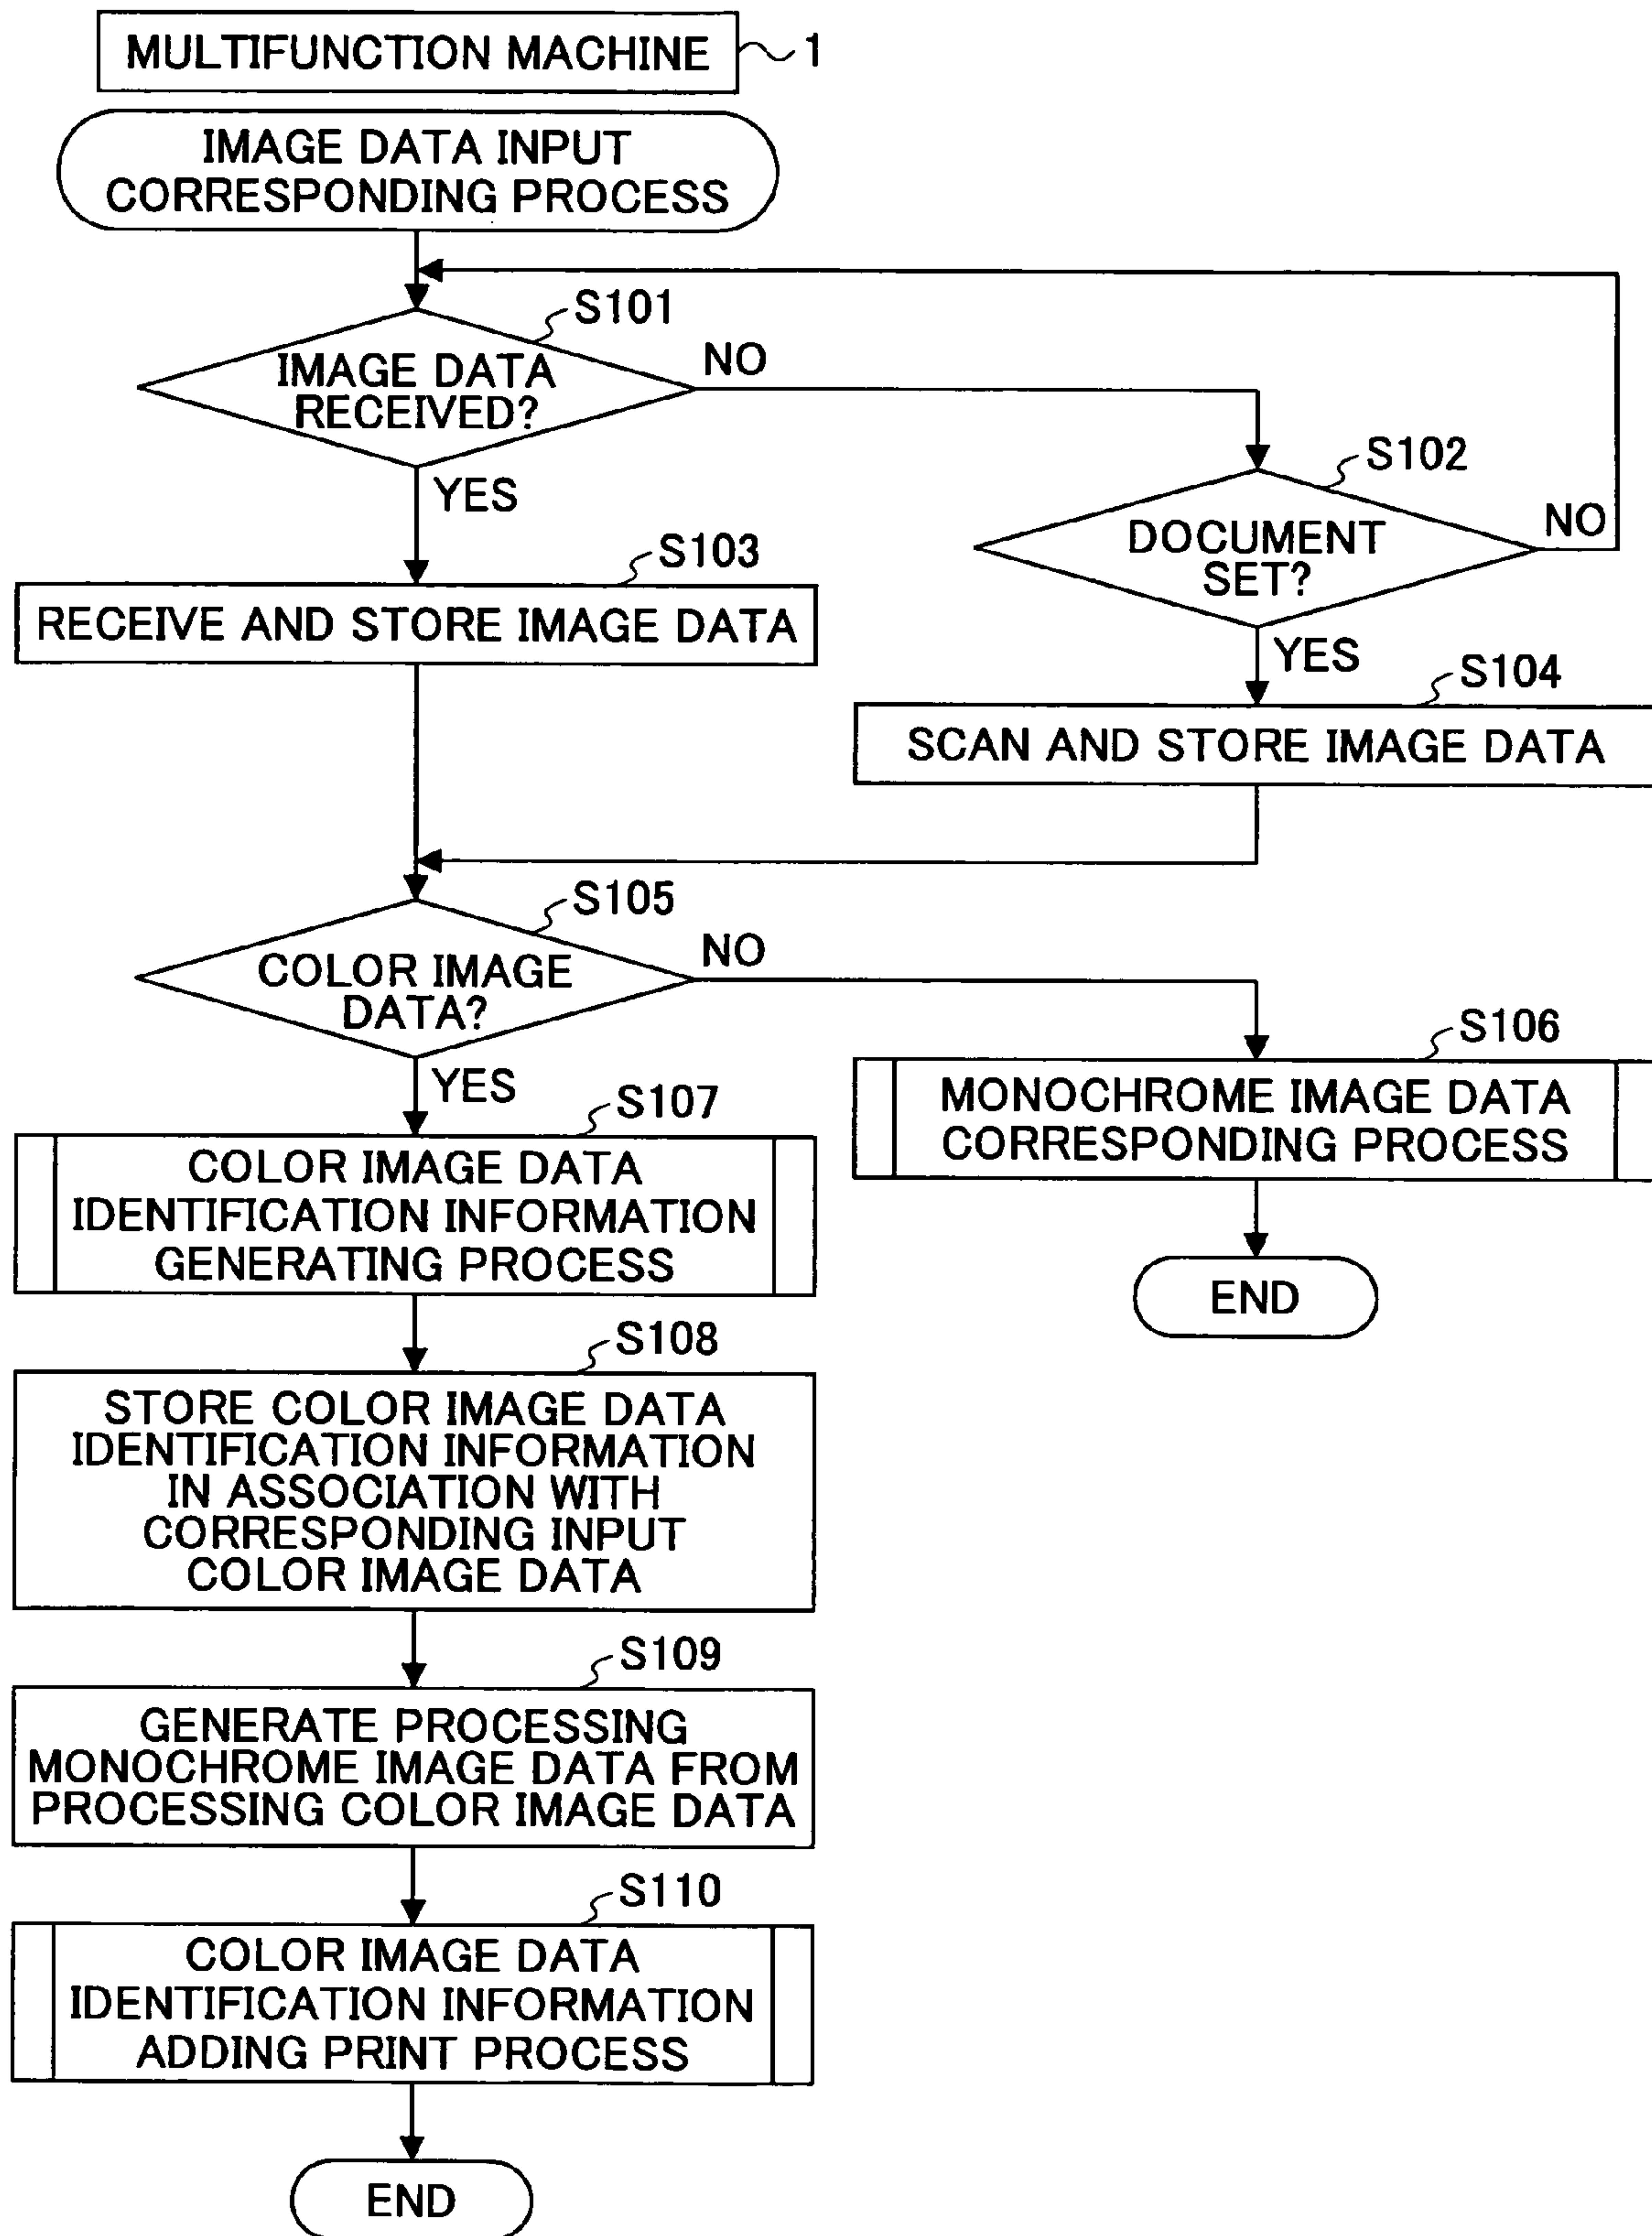 MULTIFUNCTION MACHINE
1
IMAGE DATA INPUT
CORRESPONDING PROCESS
S101
IMAGE DATA
RECEIVED?
NO
YES
S102
DOCUMENT
SET?
NO
YES
S103
RECEIVE AND STORE IMAGE DATA
S104
SCAN AND STORE IMAGE DATA
S105
COLOR IMAGE
DATA?
NO
YES
S106
MONOCHROME IMAGE DATA
CORRESPONDING PROCESS
END
S107
COLOR IMAGE DATA
IDENTIFICATION INFORMATION
GENERATING PROCESS
S108
STORE COLOR IMAGE DATA
IDENTIFICATION INFORMATION
IN ASSOCIATION WITH
CORRESPONDING INPUT
COLOR IMAGE DATA
S109
GENERATE PROCESSING
MONOCHROME IMAGE DATA FROM
PROCESSING COLOR IMAGE DATA
S110
COLOR IMAGE DATA
IDENTIFICATION INFORMATION
ADDING PRINT PROCESS
END